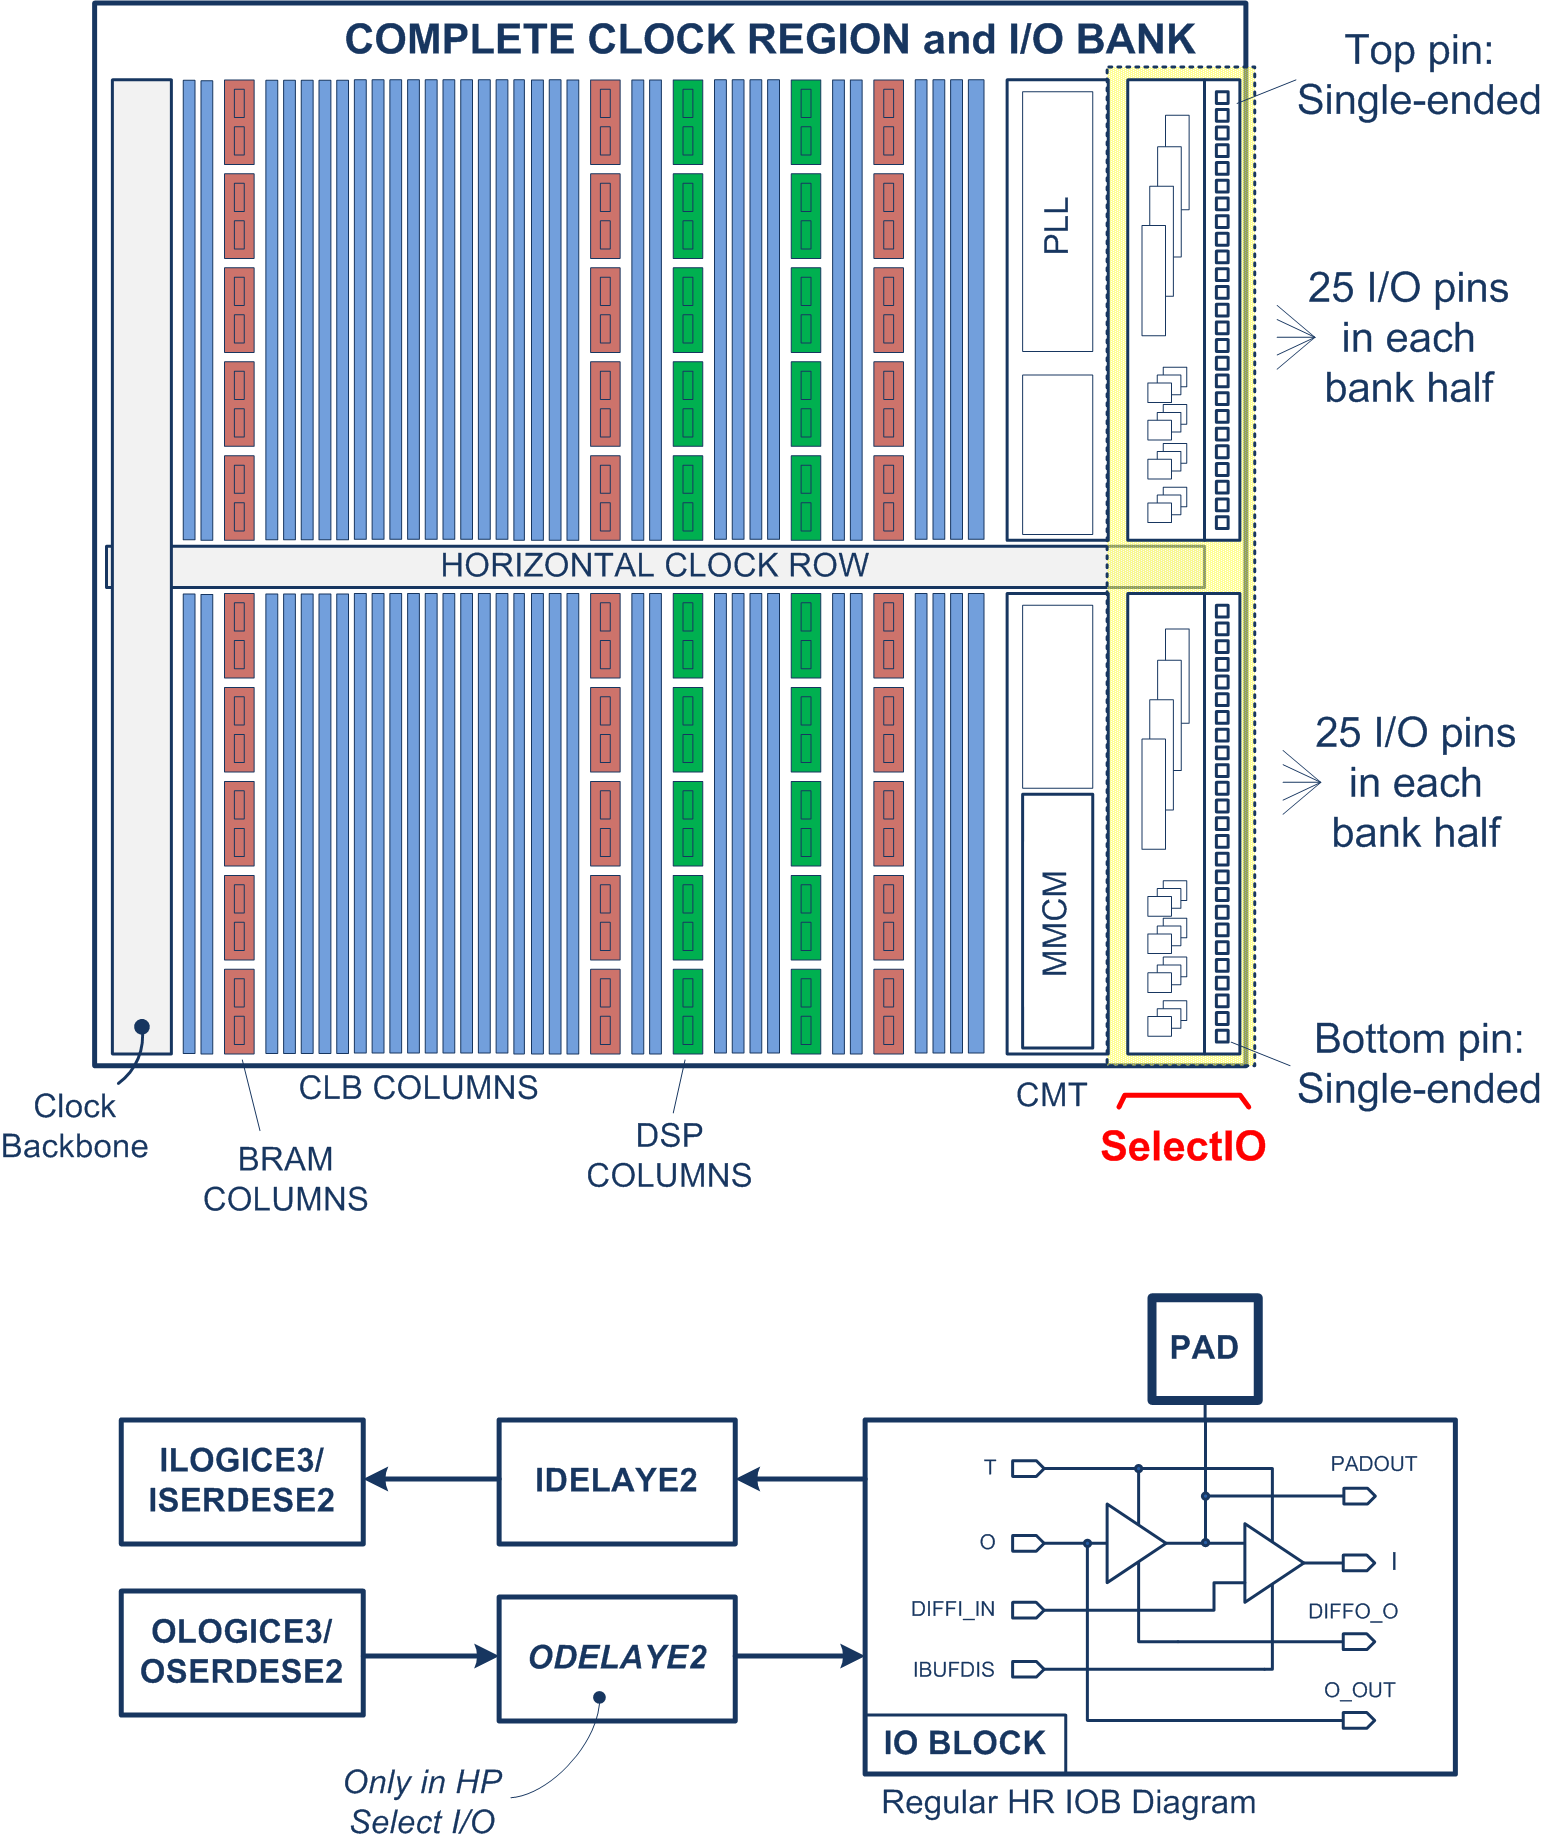 COMPLETE CLOCK REGION and I/O BANK
Top pin:
Single-ended
PLL
25 I/O pins
in each
bank half
HORIZONTAL CLOCK ROW
25 I/O pins
in each
bank half
MMCM
Bottom pin:
Single-ended
Clock
Backbone
CLB COLUMNS
BRAM
COLUMNS
DSP
COLUMNS
CMT
SelectIO
PAD
ILOGICE3/
ISERDESE2
IDELAYE2
T
PADOUT
O
I
DIFFI_IN
DIFFO_O
IBUFDIS
O_OUT
OLOGICE3/
OSERDESE2
ODELAYE2
IO BLOCK
Only in HP
Select I/O
Regular HR IOB Diagram